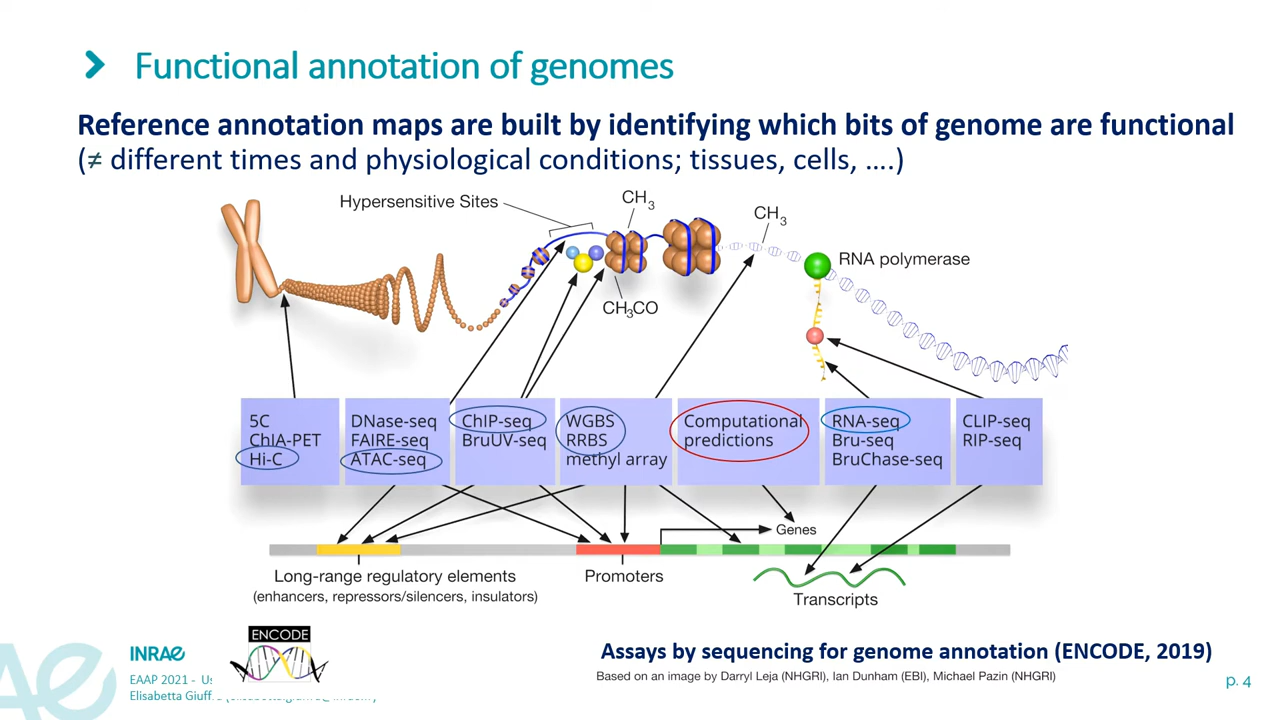 Functional annotation of genomes
Reference annotation maps are built by identifying which bits of genome are functional
(≠ different times and physiological conditions; tissues, cells, ….)
Hypersensitive Sites
CH3
CH3
RNA polymerase
CH3CO
5C
ChIA-PET
Hi-C
DNase-seq
FAIRE-seq
ATAC-seq
ChIP-seq
BruUV-seq
WGBS
RRBS
methyl array
Computational
predictions
RNA-seq
Bru-seq
BruChase-seq
CLIP-seq
RIP-seq
Genes
Long-range regulatory elements
(enhancers, repressors/silencers, insulators)
Promoters
Transcripts
ENCODE
INRAE
Assays by sequencing for genome annotation (ENCODE, 2019)
Based on an image by Darryl Leja (NHGRI), Ian Dunham (EBI), Michael Pazin (NHGRI)
EAAP 2021 -
Elisabetta
p. 4